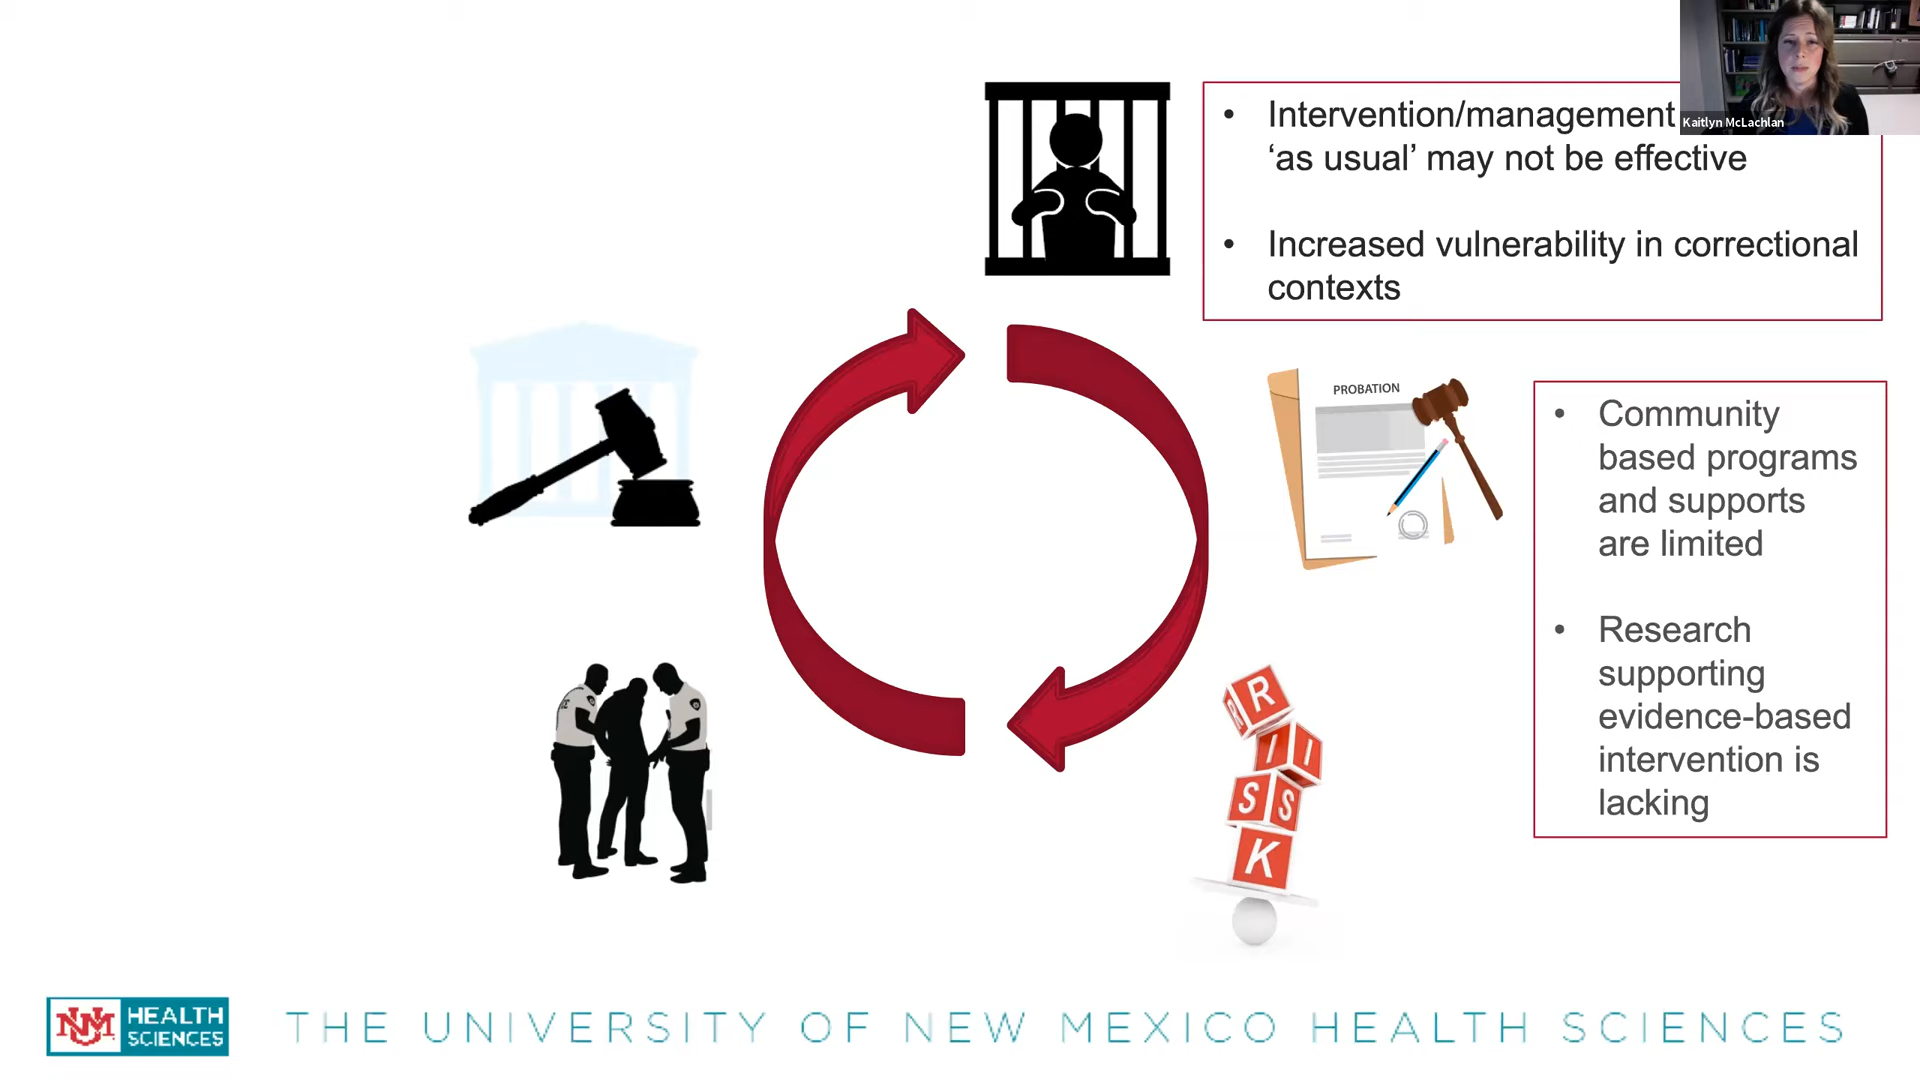 Kaitlyn McLachlan
• Intervention/management
‘as usual’ may not be effective
• Increased vulnerability in correctional
contexts
PROBATION
• Community
based programs
and supports
are limited
• Research
supporting
evidence-based
intervention is
lacking
R R
I I
S S
K
UNM HEALTH
SCIENCES
THE UNIVERSITY OF NEW MEXICO HEALTH SCIENCES